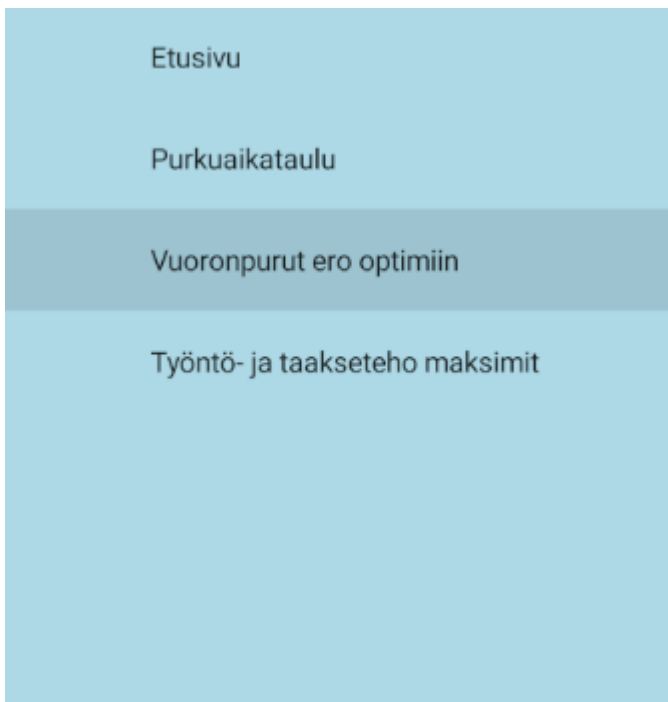 Etusivu
Purkuaikataulu
Vuoronpurut ero optimiin
Työntö- ja taakseteho maksimit